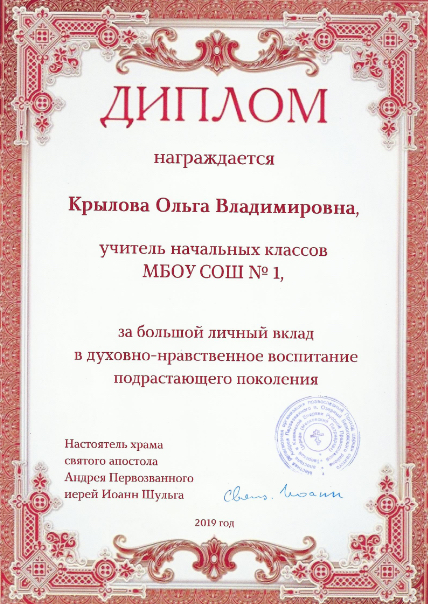 ДИПЛОМ
награждается
Крылова Ольга Владимировна,
учитель начальных классов
МБОУ СОШ № 1,
за большой личный вклад
в духовно-нравственное воспитание
подрастающего поколения
Настоятель храма
святого апостола
Андрея Первозванного
иерей Иоанн Шульга
Свящ. Иоанн
2019 год